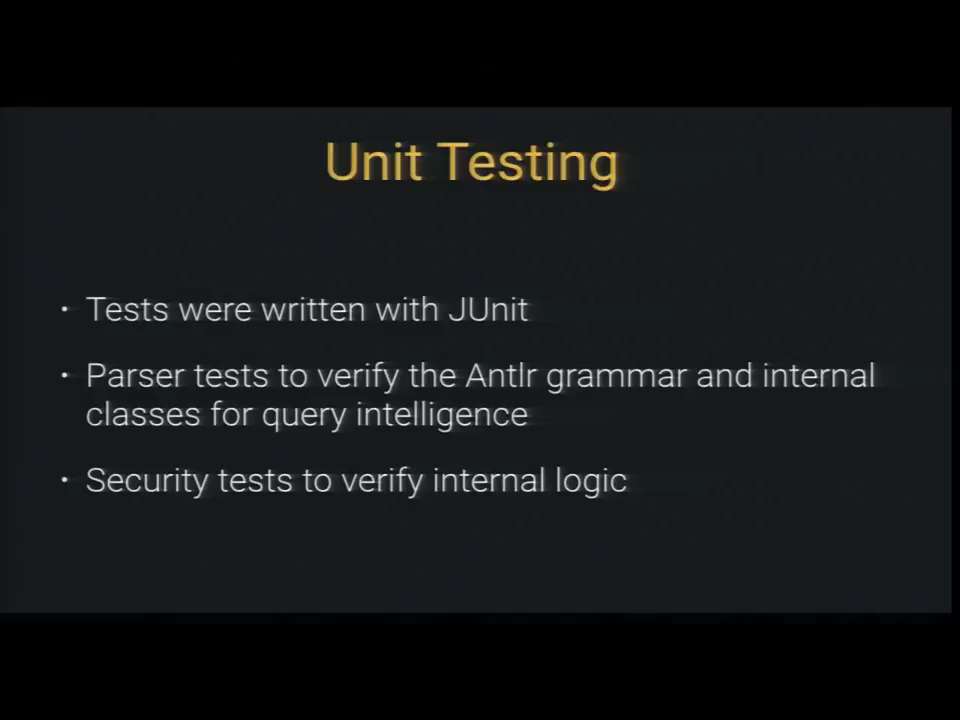 Unit Testing
· Tests were written with JUnit
· Parser tests to verify the Antlr grammar and internal
classes for query intelligence
· Security tests to verify internal logic